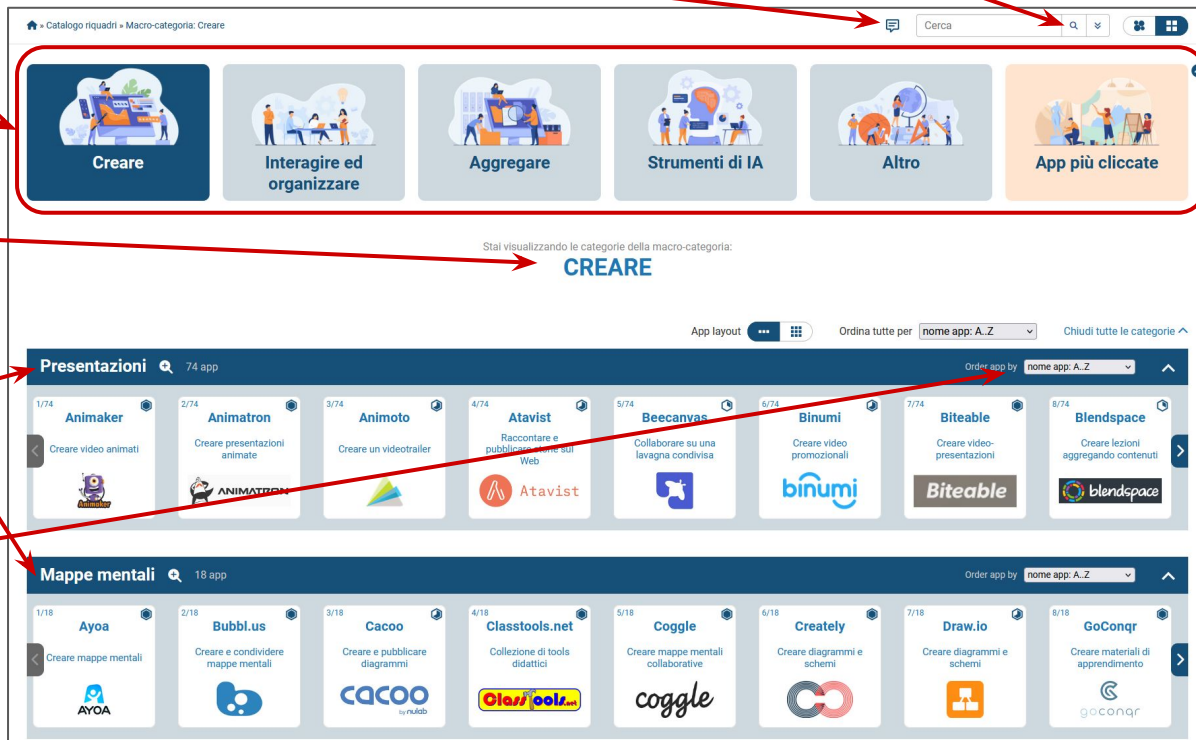 » Catalogo riquadri » Macro-categoria: Creare
Cerca
Creare
Interagire ed
organizzare
Aggregare
Strumenti di IA
Altro
App più cliccate
Stai visualizzando le categorie della macro-categoria:
CREARE
App layout
Ordina tutte per
nome app: A..Z
Chiudi tutte le categorie
Presentazioni
74 app
Order app by
nome app: A..Z
1/74
Animaker
Creare video animati
Animaker
2/74
Animatron
Creare presentazioni
animate
ANIMATRON
3/74
Animoto
Creare un videotrailer
4/74
Atavist
Raccontare e
pubblicare storie sul
Web
Atavist
5/74
Beecanvas
Collaborare su una
lavagna condivisa
6/74
Binumi
Creare video
promozionali
binumi
7/74
Biteable
Creare video-
presentazioni
Biteable
8/74
Blendspace
Creare lezioni
aggregando contenuti
blendspace
Mappe mentali
18 app
Order app by
nome app: A..Z
1/18
Ayoa
Creare mappe mentali
AYOA
2/18
Bubbl.us
Creare e condividere
mappe mentali
3/18
Cacoo
Creare e pubblicare
diagrammi
cacoo
by nulab
4/18
Classtools.net
Collezione di tools
didattici
ClassTools.net
5/18
Coggle
Creare mappe mentali
collaborative
coggle
6/18
Creately
Creare diagrammi e
schemi
7/18
Draw.io
Creare diagrammi e
schemi
8/18
GoConqr
Creare materiali di
apprendimento
goconqr